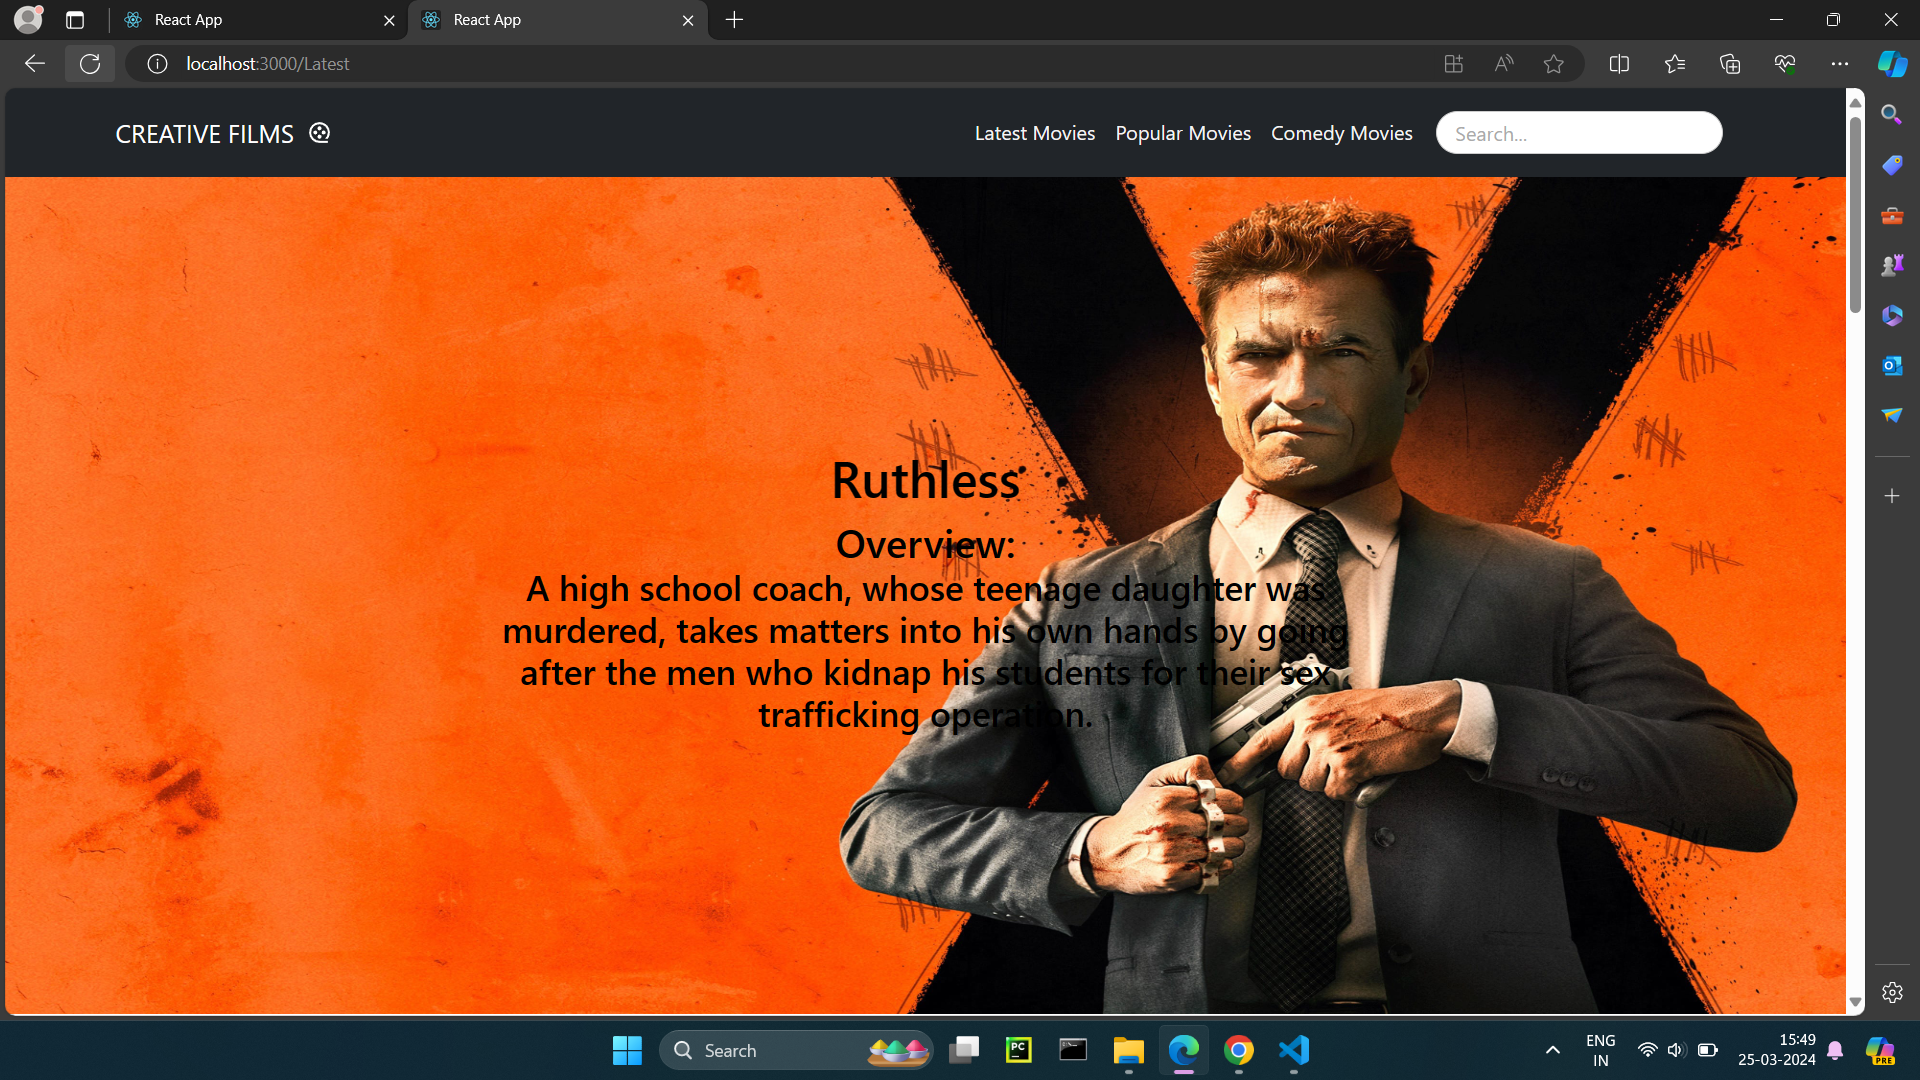 React App
React App
localhost:3000/Latest
CREATIVE FILMS
Latest Movies Popular Movies Comedy Movies Search...
Ruthless
Overview:
A high school coach, whose teenage daughter was
murdered, takes matters into his own hands by going
after the men who kidnap his students for their sex
trafficking operation.
Search
PC
ENG
IN
15:49
25-03-2024
PRE